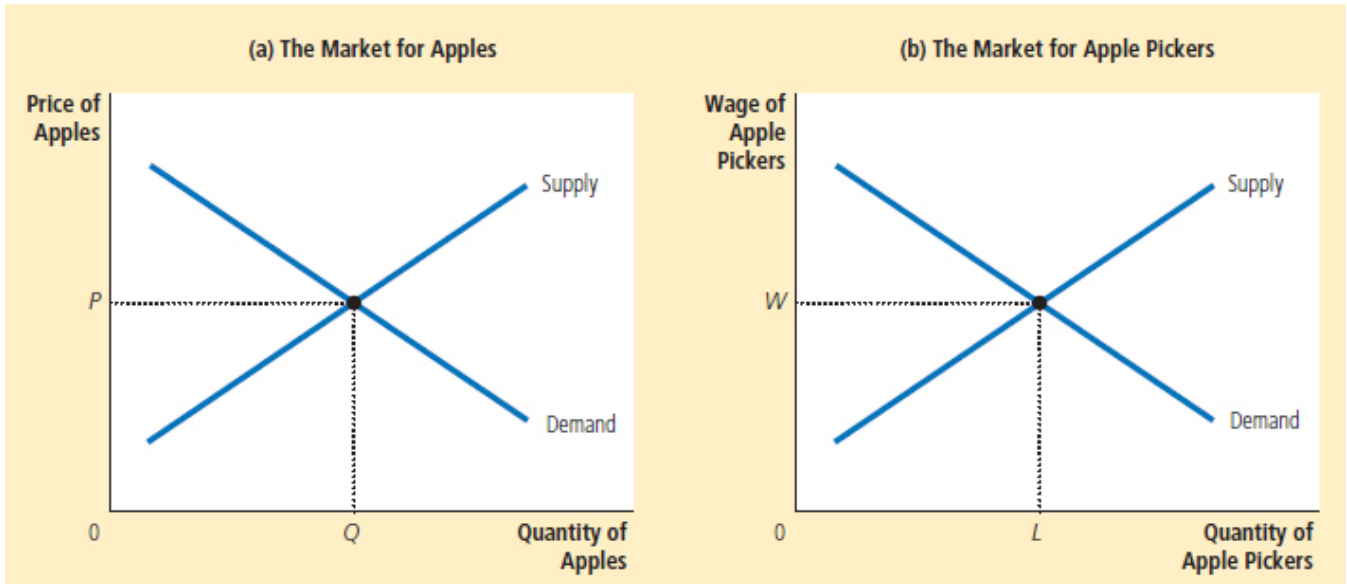 (a) The Market for Apples
Price of
Apples
Supply
P
Demand
0
Q
Quantity of
Apples
(b) The Market for Apple Pickers
Wage of
Apple
Pickers
Supply
W
Demand
0
L
Quantity of
Apple Pickers